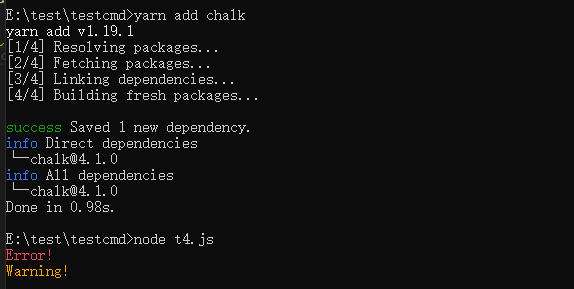 E:\test\testcmd>yarn add chalk
yarn add v1.19.1
[1/4] Resolving packages...
[2/4] Fetching packages...
[3/4] Linking dependencies...
[4/4] Building fresh packages...
success Saved 1 new dependency.
info Direct dependencies
└─chalk@4.1.0
info All dependencies
└─chalk@4.1.0
Done in 0.98s.
E:\test\testcmd>node t4.js
Error!
Warning!